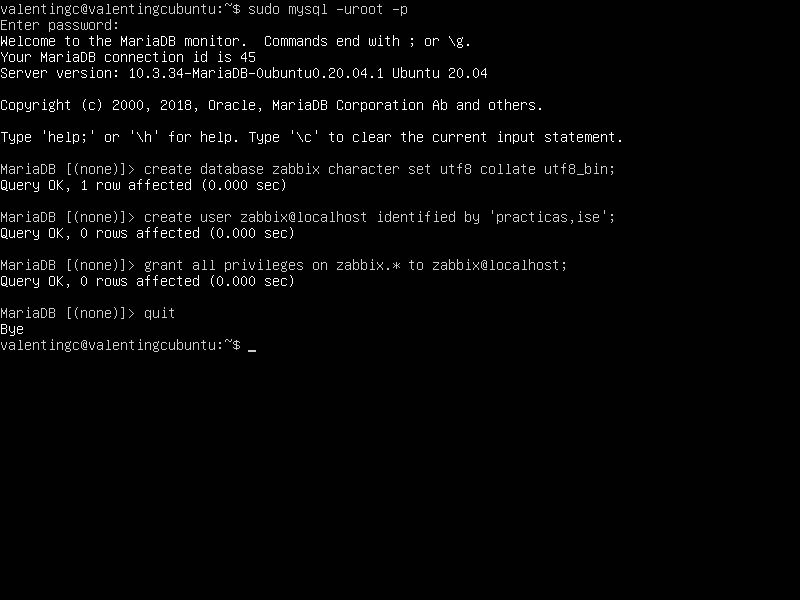 valentingc@valentingcubuntu:~$ sudo mysql -uroot -p
Enter password:
Welcome to the MariaDB monitor.  Commands end with ; or \g.
Your MariaDB connection id is 45
Server version: 10.3.34-MariaDB-0ubuntu0.20.04.1 Ubuntu 20.04
Copyright (c) 2000, 2018, Oracle, MariaDB Corporation Ab and others.
Type 'help;' or '\h' for help. Type '\c' to clear the current input statement.
MariaDB [(none)]> create database zabbix character set utf8 collate utf8_bin;
Query OK, 1 row affected (0.000 sec)
MariaDB [(none)]> create user zabbix@localhost identified by 'practicas,ise';
Query OK, 0 rows affected (0.000 sec)
MariaDB [(none)]> grant all privileges on zabbix.* to zabbix@localhost;
Query OK, 0 rows affected (0.000 sec)
MariaDB [(none)]> quit
Bye
valentingc@valentingcubuntu:~$ _